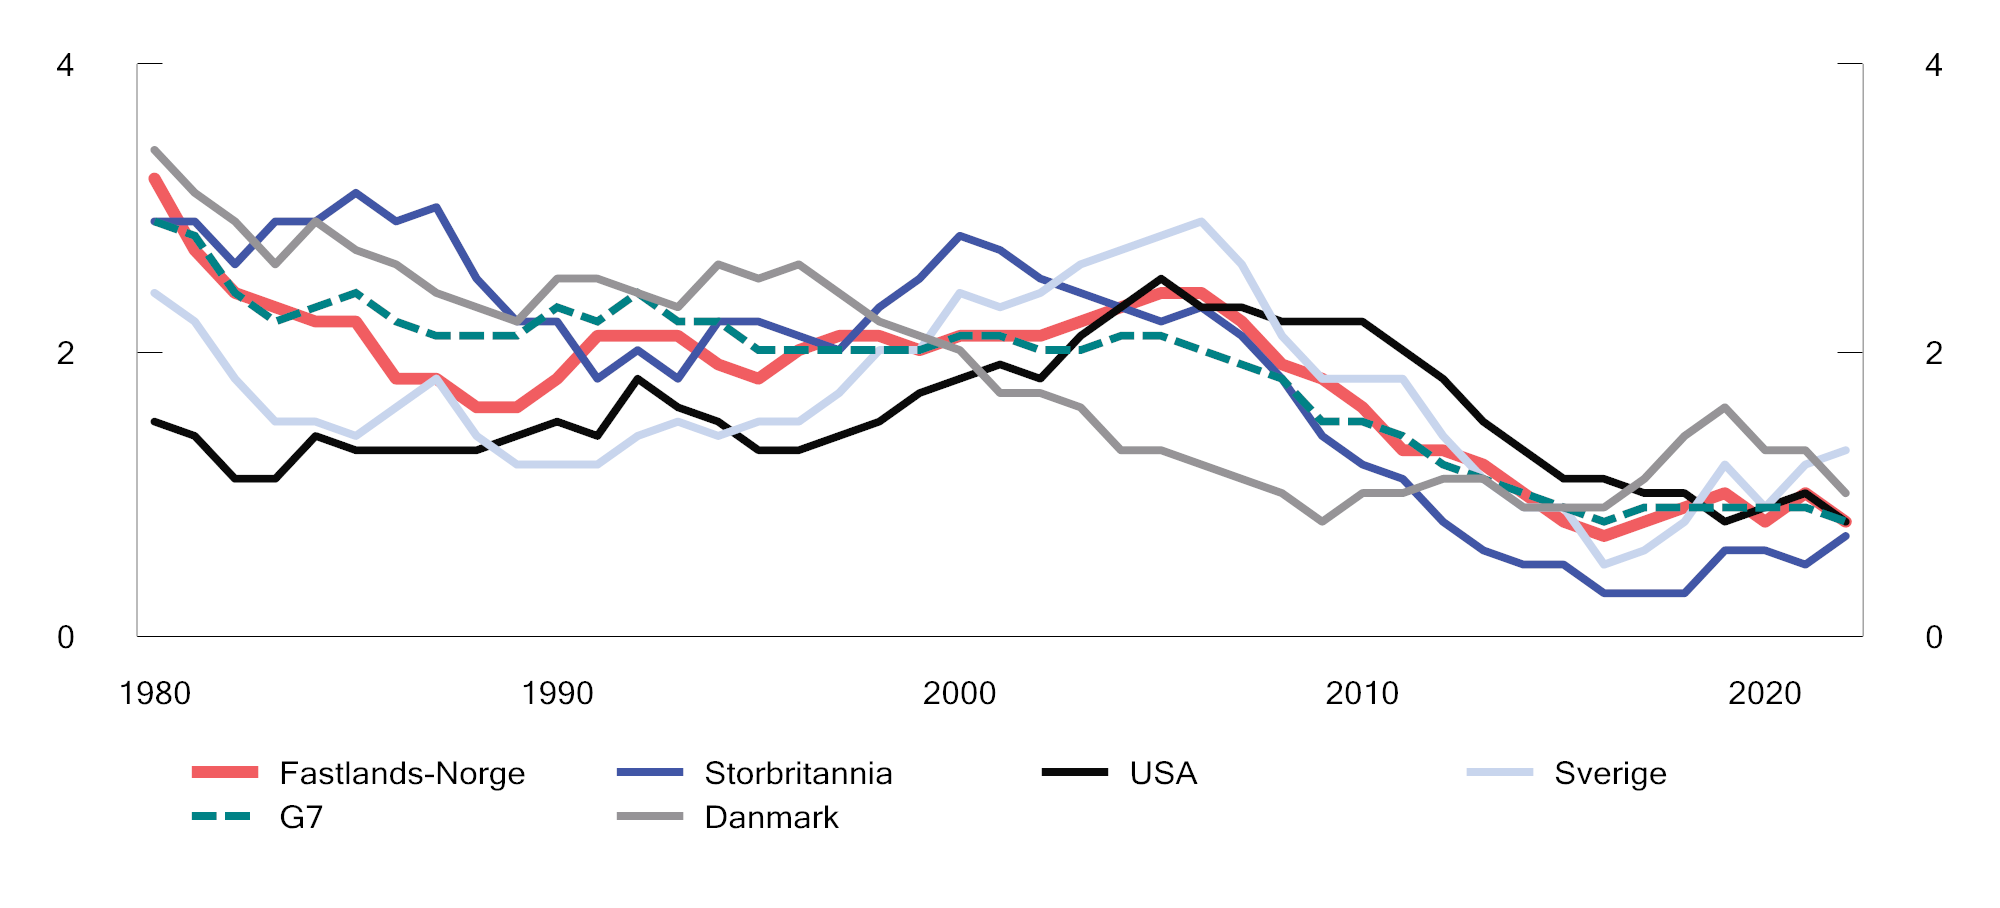 4 4
2 2
0 0
1980 1990 2000 2010 2020
Fastlands-Norge Storbritannia USA Sverige
G7 Danmark